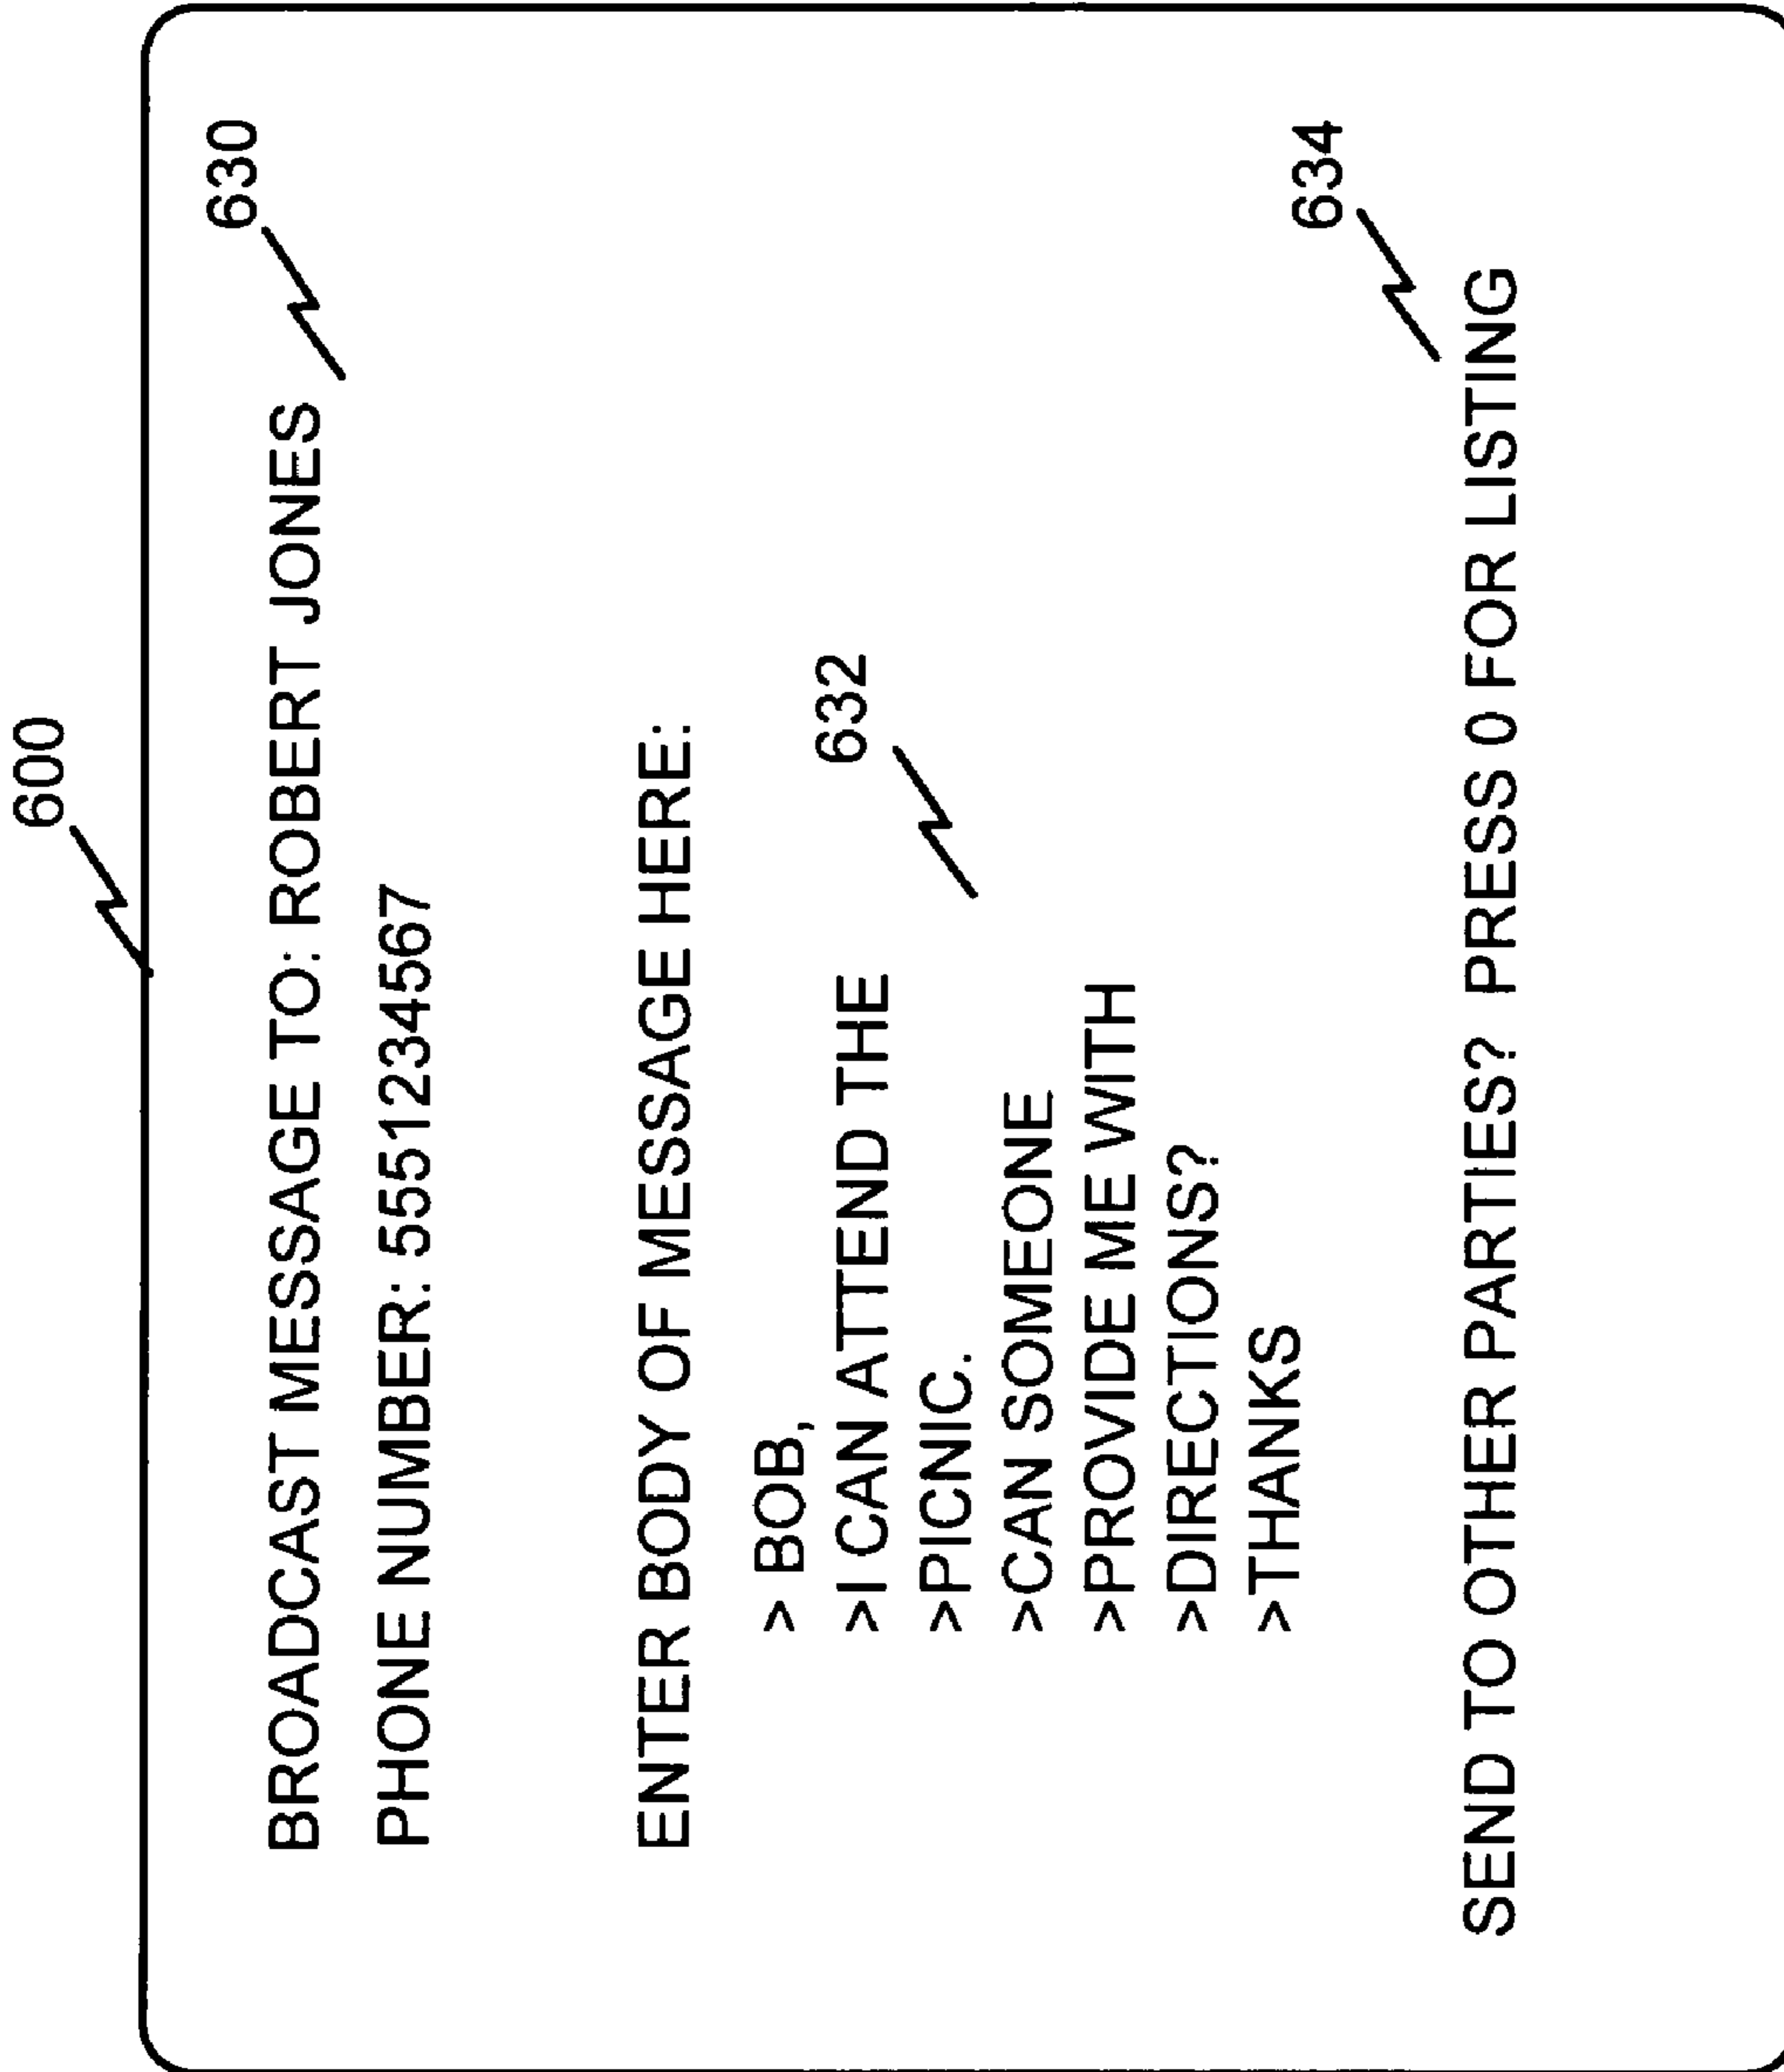 600
630
BROADCAST MESSAGE TO: ROBERT JONES
PHONE NUMBER: 5551234567
ENTER BODY OF MESSAGE HERE:
> BOB,
>I CAN ATTEND THE
>PICNIC.
632
>CAN SOMEONE
>PROVIDE ME WITH
>DIRECTIONS?
>THANKS
634
SEND TO OTHER PARTIES? PRESS 0 FOR LISTING